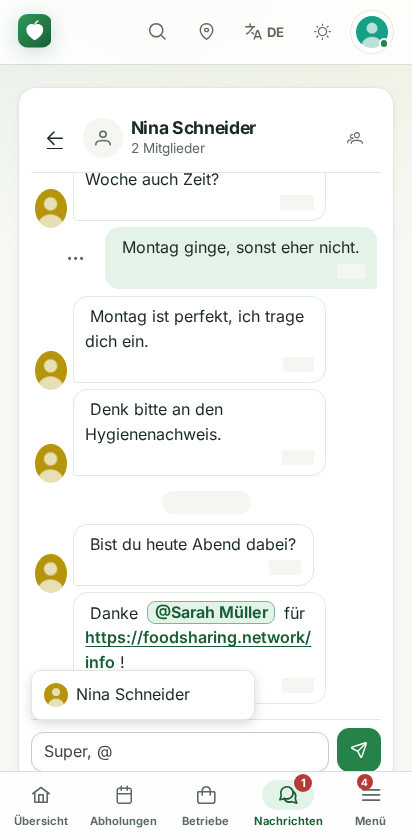 DE
Nina Schneider
2 Mitglieder
Woche auch Zeit?
Montag ginge, sonst eher nicht.
Montag ist perfekt, ich trage
dich ein.
Denk bitte an den
Hygienenachweis.
Bist du heute Abend dabei?
Danke @Sarah Müller für
https://foodsharing.network/
info !
Nina Schneider
Super, @
1
4
Übersicht
Abholungen
Betriebe
Nachrichten
Menü